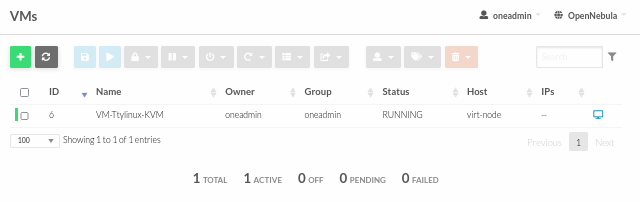 VMs oneadmin OpenNebula
Search
ID Name Owner Group Status Host IPs
6 VM-Ttylinux-KVM oneadmin oneadmin RUNNING virt-node --
100 Showing 1 to 1 of 1 entries Previous 1 Next
1 TOTAL 1 ACTIVE 0 OFF 0 PENDING 0 FAILED